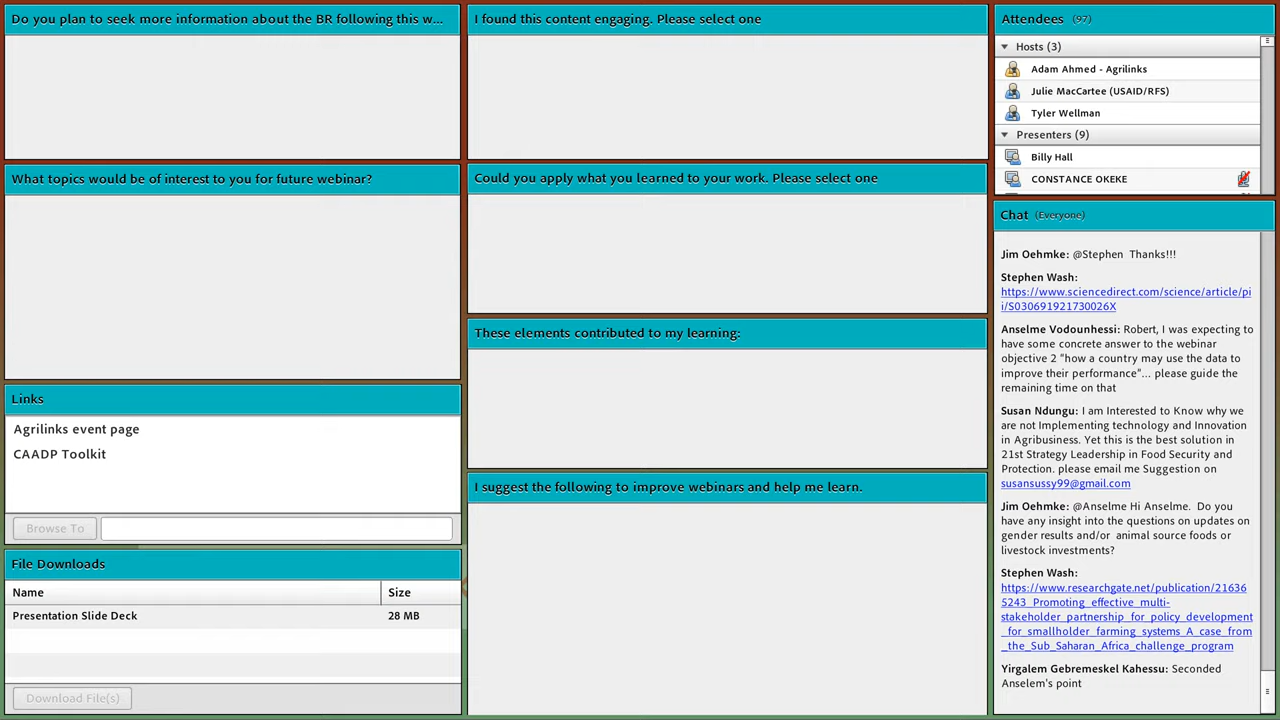 Do you plan to seek more information about the BR following this w...
What topics would be of interest to you for future webinar?
Links
Agrilinks event page
CAADP Toolkit
Browse To
File Downloads
Name Size
Presentation Slide Deck 28 MB
Download File(s)
I found this content engaging. Please select one
Could you apply what you learned to your work. Please select one
These elements contributed to my learning:
I suggest the following to improve webinars and help me learn.
Attendees (97)
Hosts (3)
Adam Ahmed - Agrilinks
Julie MacCartee (USAID/RFS)
Tyler Wellman
Presenters (9)
Billy Hall
CONSTANCE OKEKE
Chat (Everyone)
Jim Oehmke: @Stephen Thanks!!!
Stephen Wash:
https://www.sciencedirect.com/science/article/pi
i/S030691921730026X
Anselme Vodounhessi: Robert, I was expecting to
have some concrete answer to the webinar
objective 2 "how a country may use the data to
improve their performance"... please guide the
remaining time on that
Susan Ndungu: I am Interested to Know why we
are not Implementing technology and Innovation
in Agribusiness. Yet this is the best solution in
21st Strategy Leadership in Food Security and
Protection. please email me Suggestion on
susansussy99@gmail.com
Jim Oehmke: @Anselme Hi Anselme. Do you
have any insight into the questions on updates on
gender results and/or animal source foods or
livestock investments?
Stephen Wash:
https://www.researchgate.net/publication/21636
5243_Promoting_effective_multi-
stakeholder_partnership_for_policy_development
_for_smallholder_farming_systems_A_case_from
_the_Sub_Saharan_Africa_challenge_program
Yirgalem Gebremeskel Kahessu: Seconded
Anselem's point